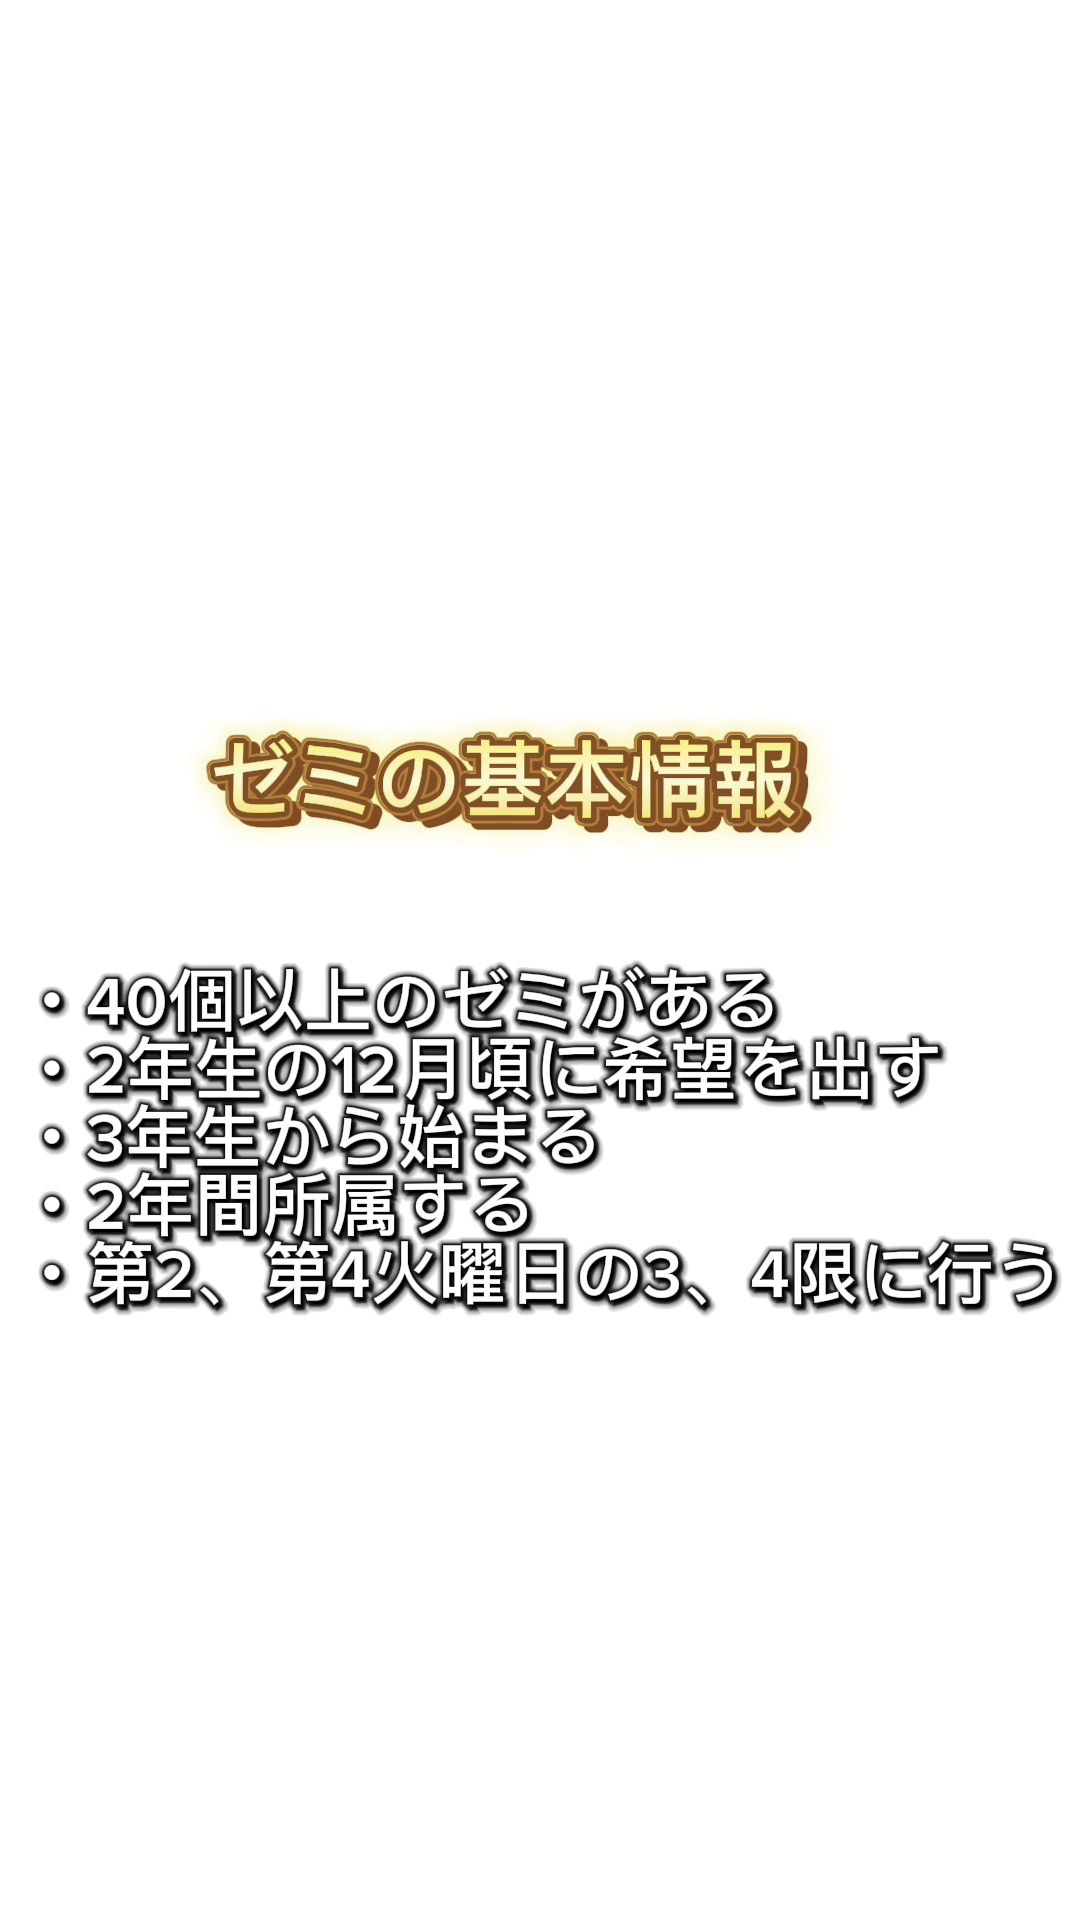 ゼミの基本情報
・40個以上のゼミがある
・2年生の12月頃に希望を出す
・3年生から始まる
・2年間所属する
・第2、第4火曜日の3、4限に行う